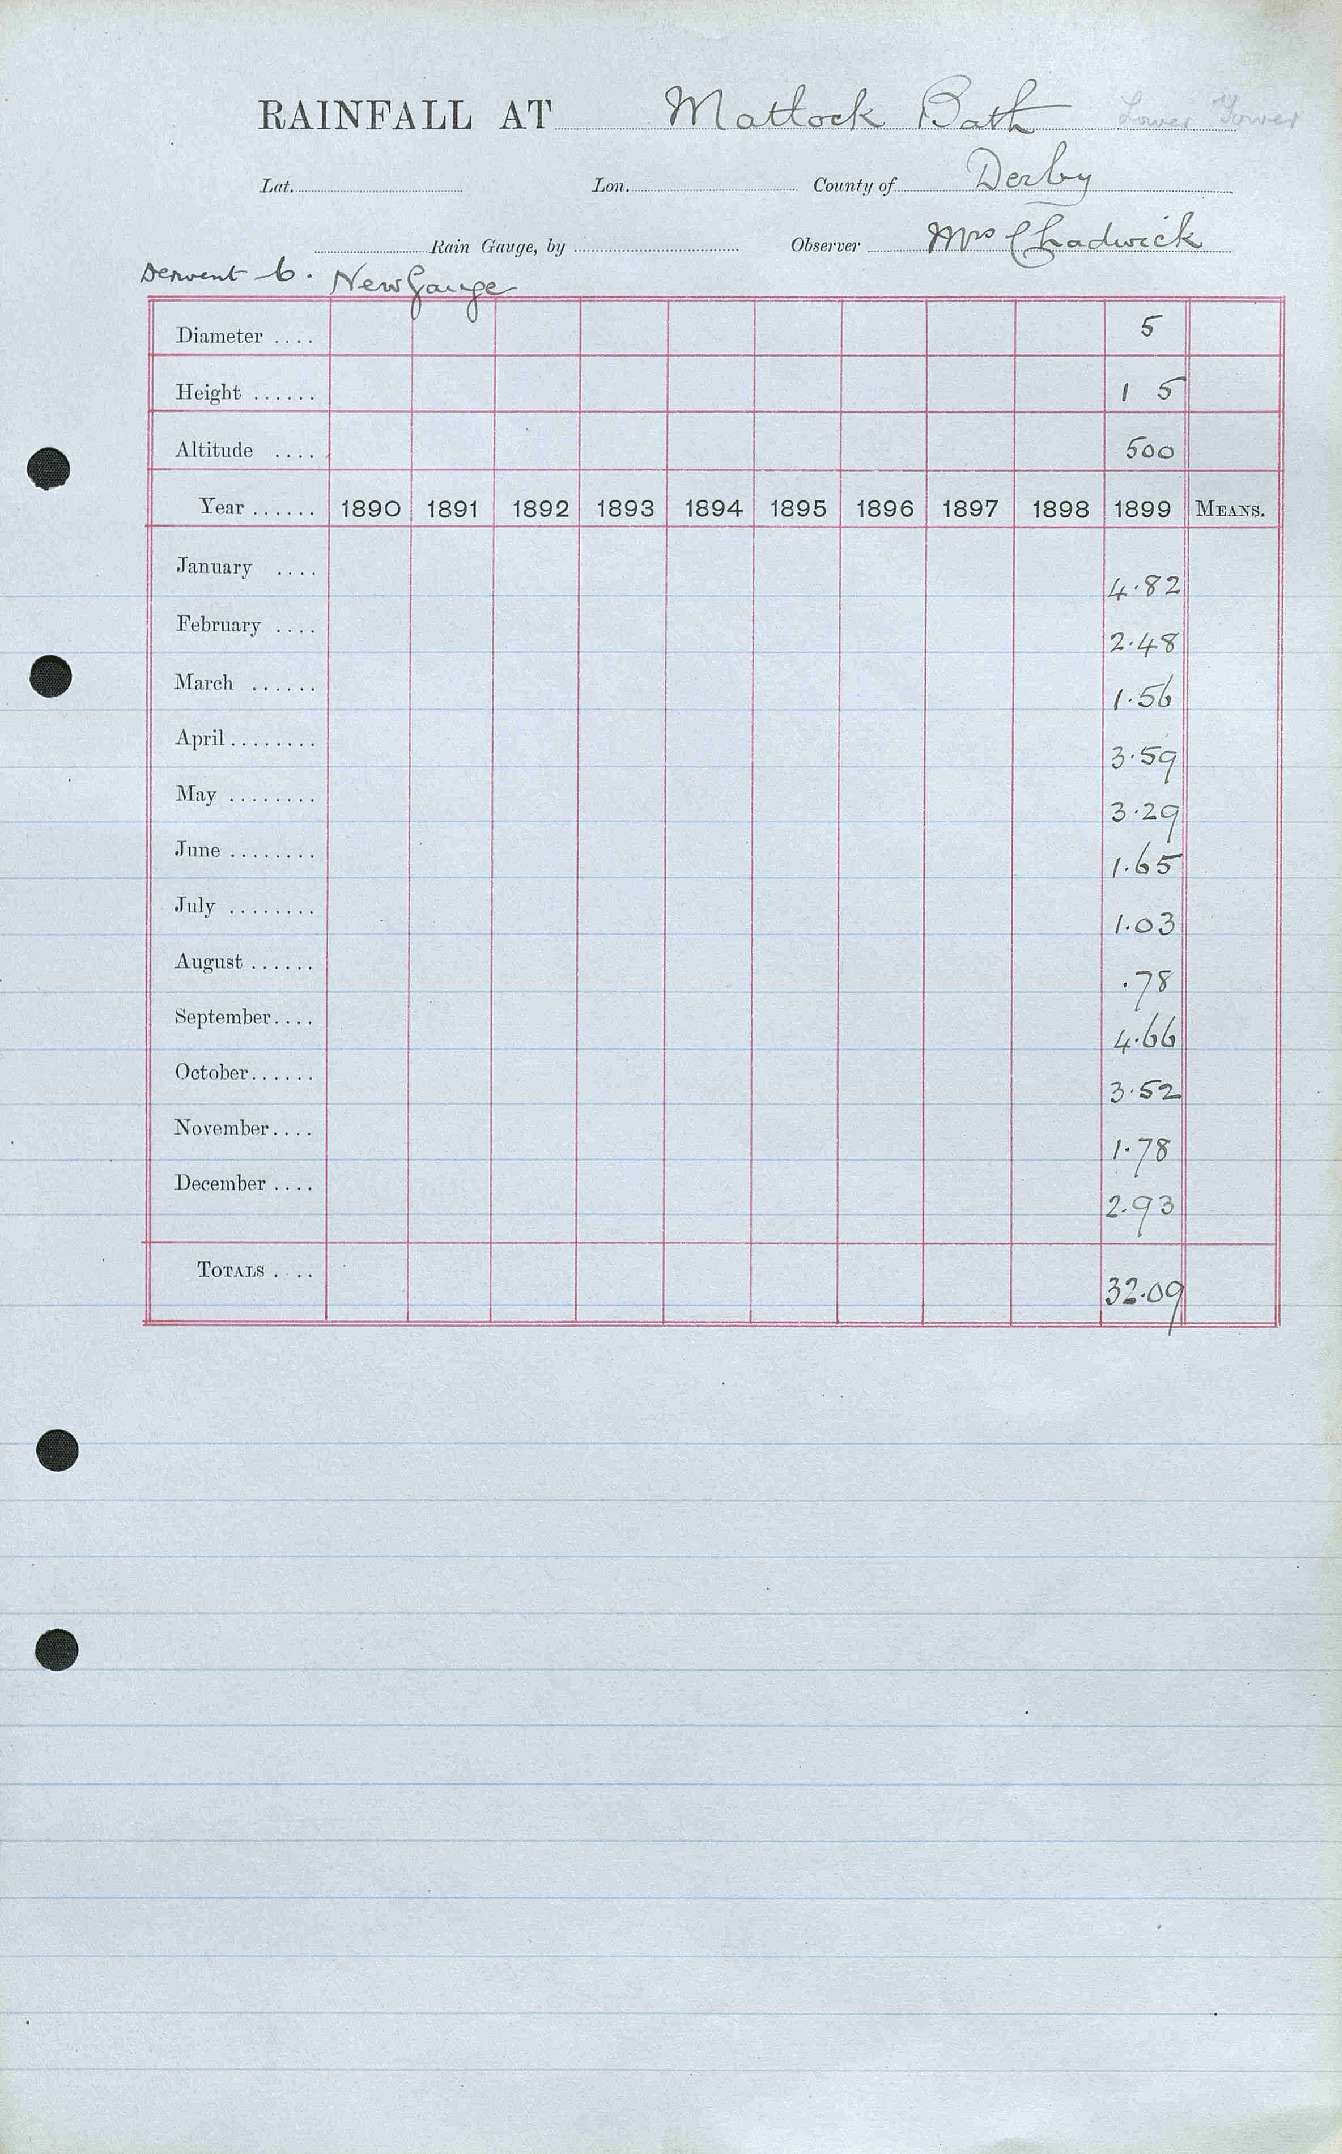 RAINFALL AT Matlock Bath Lower Tower
Lat. Lon. County of Derby
Rain Gauge, by Observer Mrs Chadwick
Derwent 6. New Gauge
Diameter .... 5
Height ...... 1 5
Altitude .... 500
Year ...... 1890 1891 1892 1893 1894 1895 1896 1897 1898 1899 MEANS.
January .... 4.82
February .... 2.48
March ...... 1.56
April ........ 3.59
May ........ 3.29
June ........ 1.65
July ........ 1.03
August ...... .78
September.... 4.66
October...... 3.52
November.... 1.78
December .... 2.93
TOTALS .... 32.09